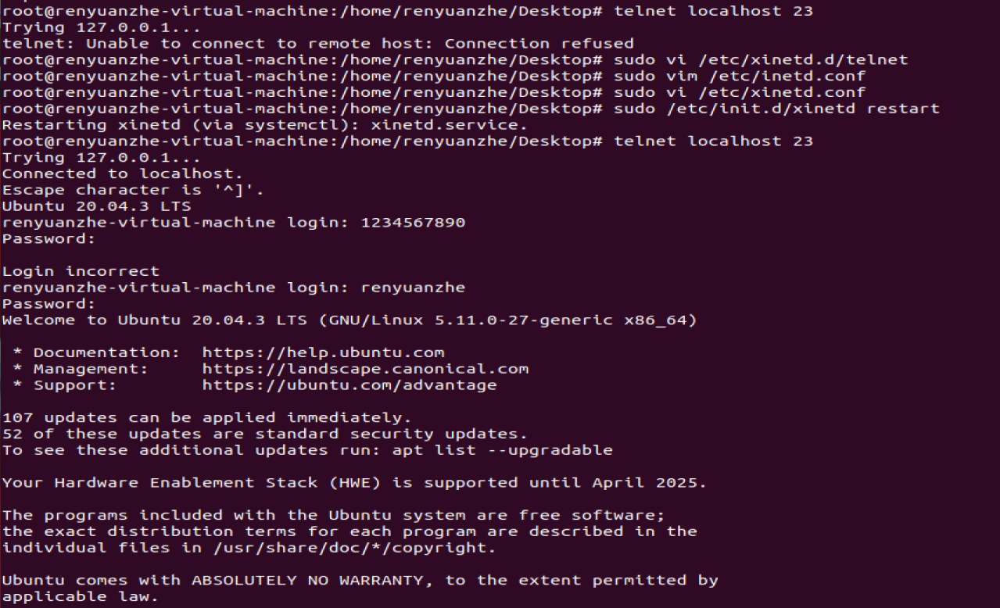 root@renyuanzhe-virtual-machine:/home/renyuanzhe/Desktop# telnet localhost 23
Trying 127.0.0.1...
telnet: Unable to connect to remote host: Connection refused
root@renyuanzhe-virtual-machine:/home/renyuanzhe/Desktop# sudo vi /etc/xinetd.d/telnet
root@renyuanzhe-virtual-machine:/home/renyuanzhe/Desktop# sudo vim /etc/inetd.conf
root@renyuanzhe-virtual-machine:/home/renyuanzhe/Desktop# sudo vi /etc/xinetd.conf
root@renyuanzhe-virtual-machine:/home/renyuanzhe/Desktop# sudo /etc/init.d/xinetd restart
Restarting xinetd (via systemctl): xinetd.service.
root@renyuanzhe-virtual-machine:/home/renyuanzhe/Desktop# telnet localhost 23
Trying 127.0.0.1...
Connected to localhost.
Escape character is '^]'.
Ubuntu 20.04.3 LTS
renyuanzhe-virtual-machine login: 1234567890
Password:

Login incorrect
renyuanzhe-virtual-machine login: renyuanzhe
Password:
Welcome to Ubuntu 20.04.3 LTS (GNU/Linux 5.11.0-27-generic x86_64)

 * Documentation:  https://help.ubuntu.com
 * Management:     https://landscape.canonical.com
 * Support:        https://ubuntu.com/advantage

107 updates can be applied immediately.
52 of these updates are standard security updates.
To see these additional updates run: apt list --upgradable

Your Hardware Enablement Stack (HWE) is supported until April 2025.

The programs included with the Ubuntu system are free software;
the exact distribution terms for each program are described in the
individual files in /usr/share/doc/*/copyright.

Ubuntu comes with ABSOLUTELY NO WARRANTY, to the extent permitted by
applicable law.